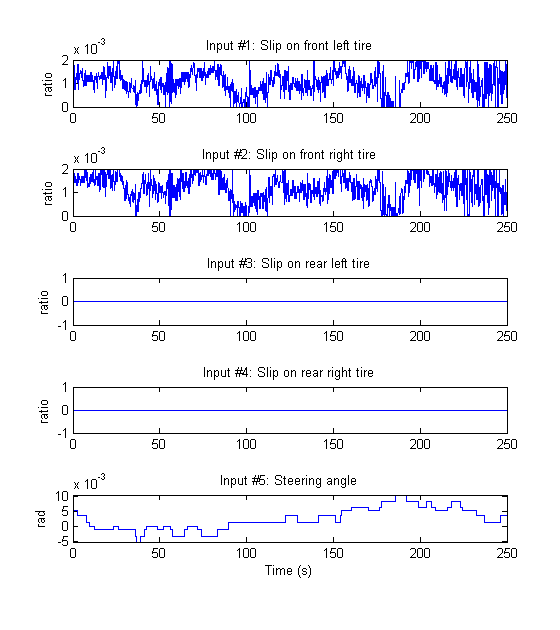 Input #1: Slip on front left tire
x 10-3
2
1
0
ratio
0 50 100 150 200 250
Input #2: Slip on front right tire
x 10-3
2
1
0
ratio
0 50 100 150 200 250
Input #3: Slip on rear left tire
1
0
-1
ratio
0 50 100 150 200 250
Input #4: Slip on rear right tire
1
0
-1
ratio
0 50 100 150 200 250
Input #5: Steering angle
x 10-3
10
5
0
-5
rad
0 50 100 150 200 250
Time (s)